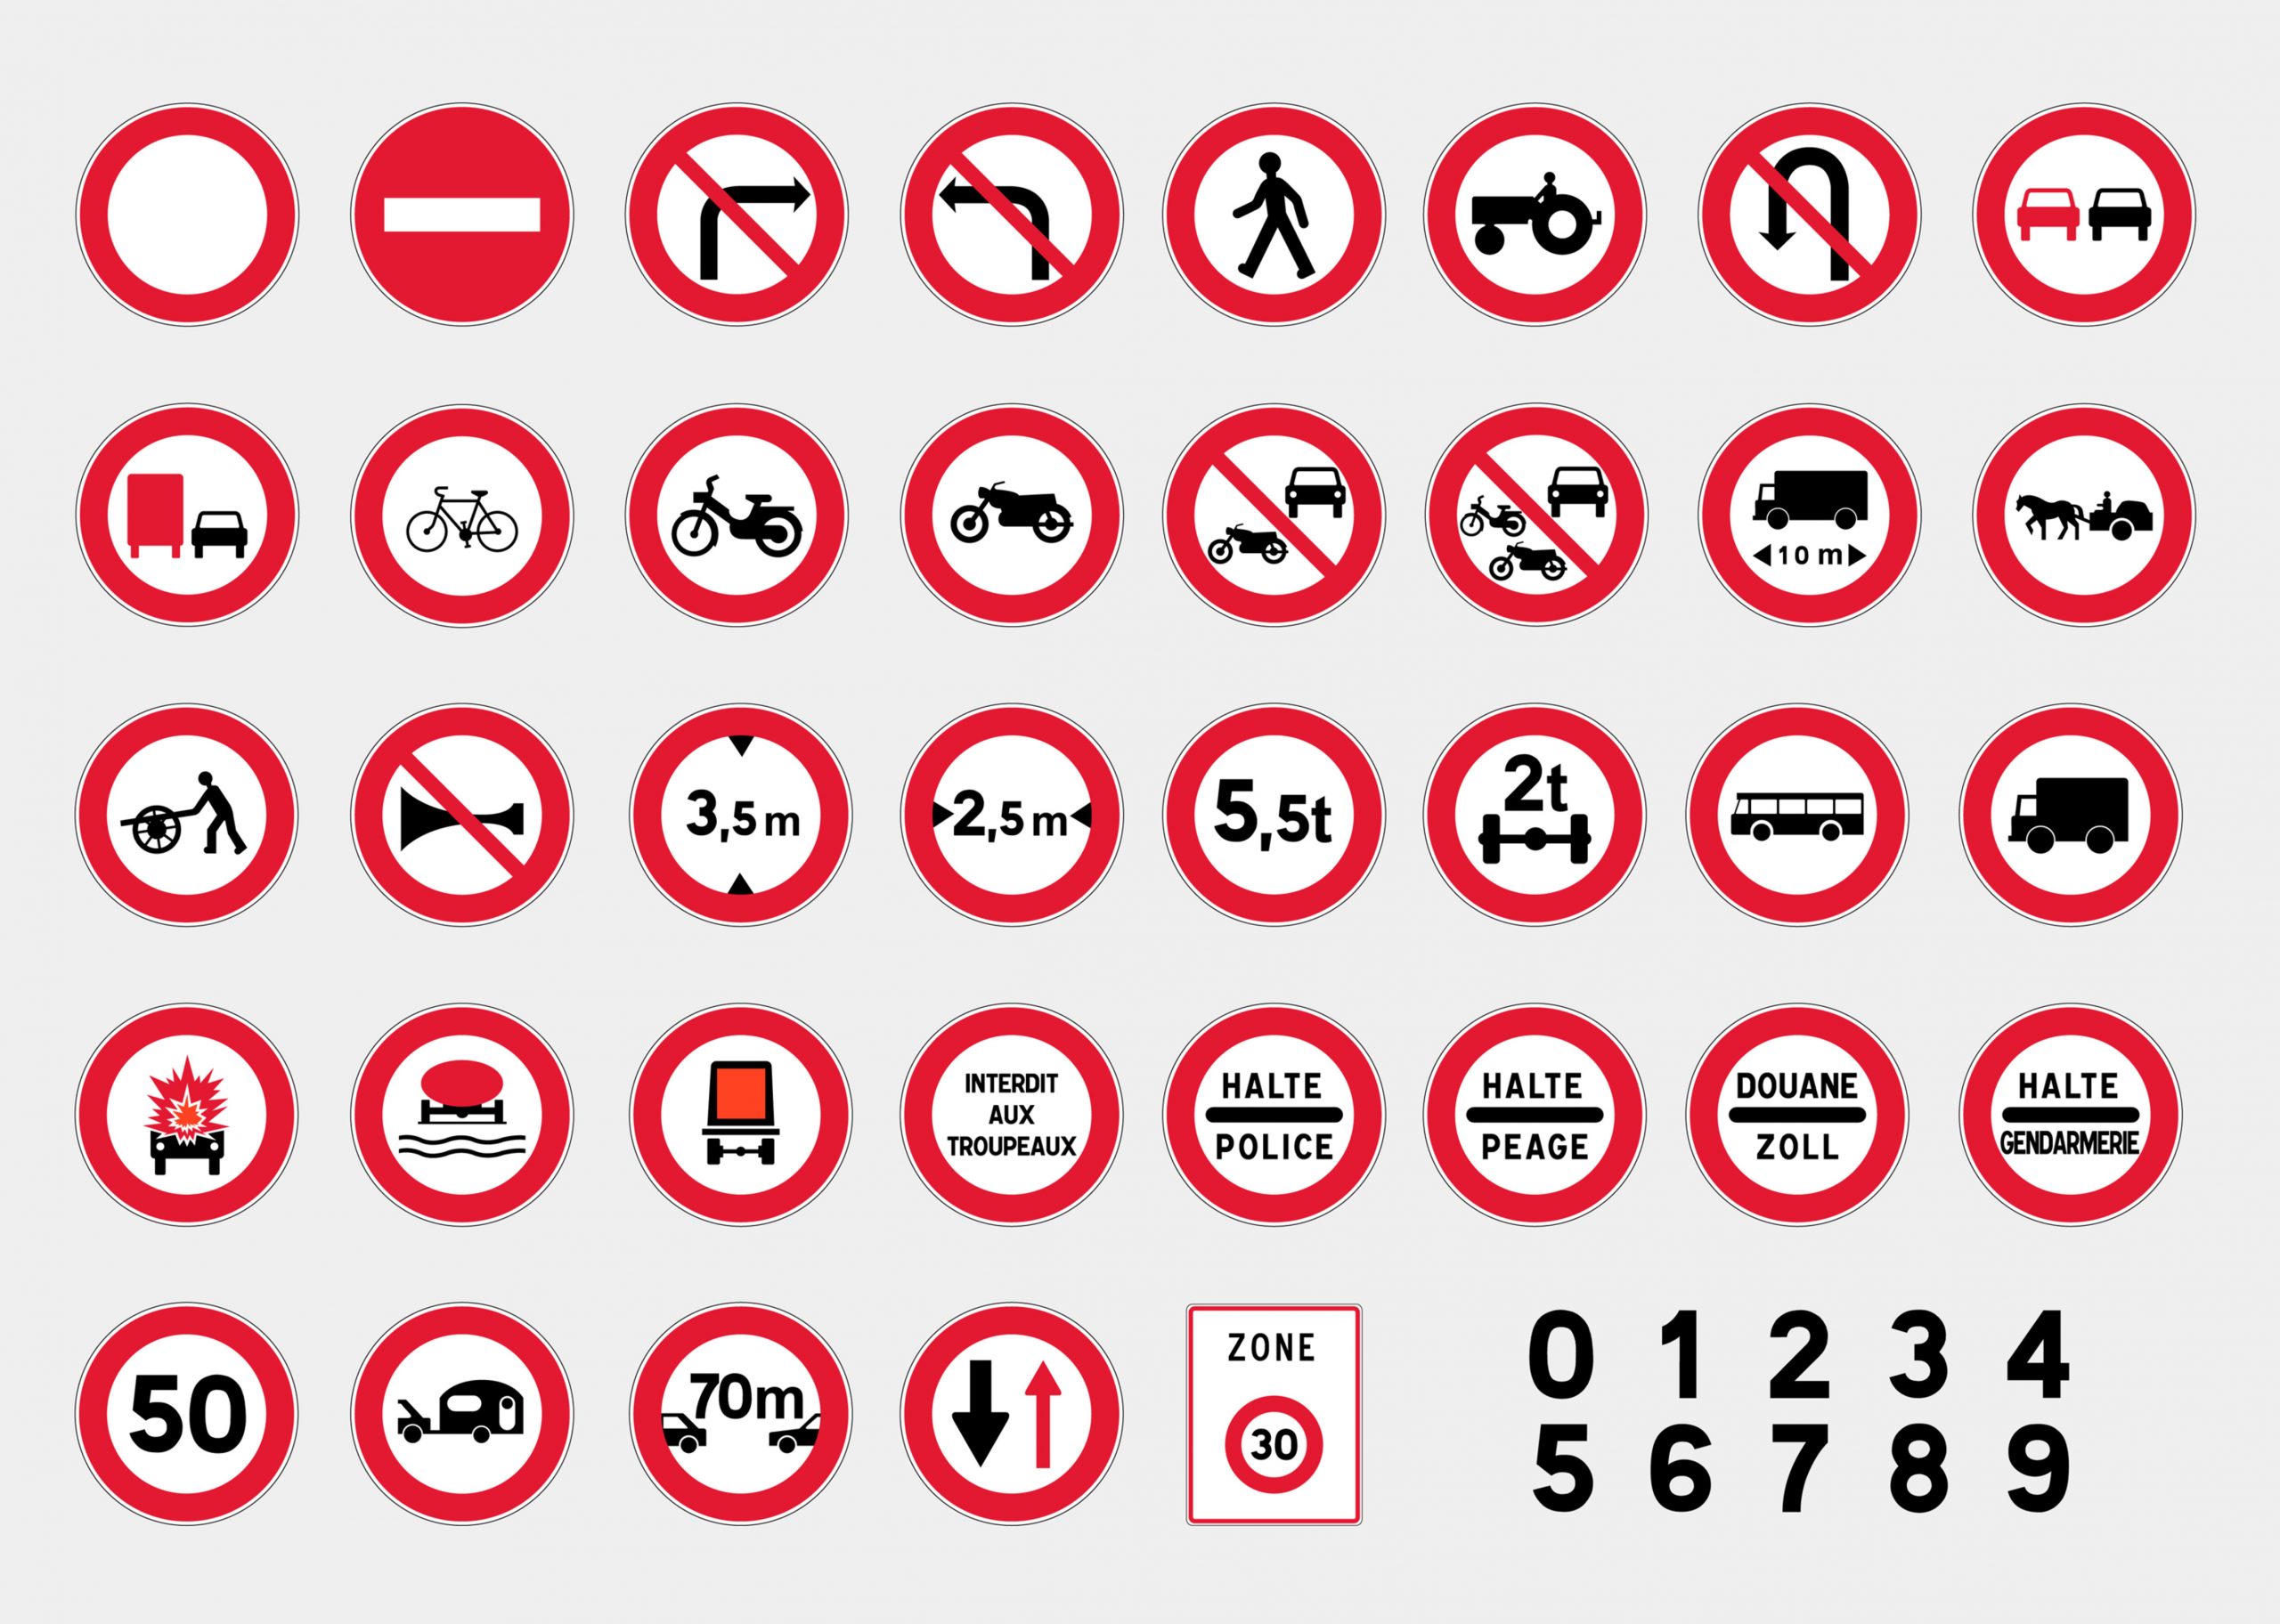 10 m
3,5 m
2,5 m
5,5t
2t
INTERDIT
AUX
TROUPEAUX
HALTE
POLICE
HALTE
PEAGE
DOUANE
ZOLL
HALTE
GENDARMERIE
50
70m
ZONE
30
0 1 2 3 4
5 6 7 8 9